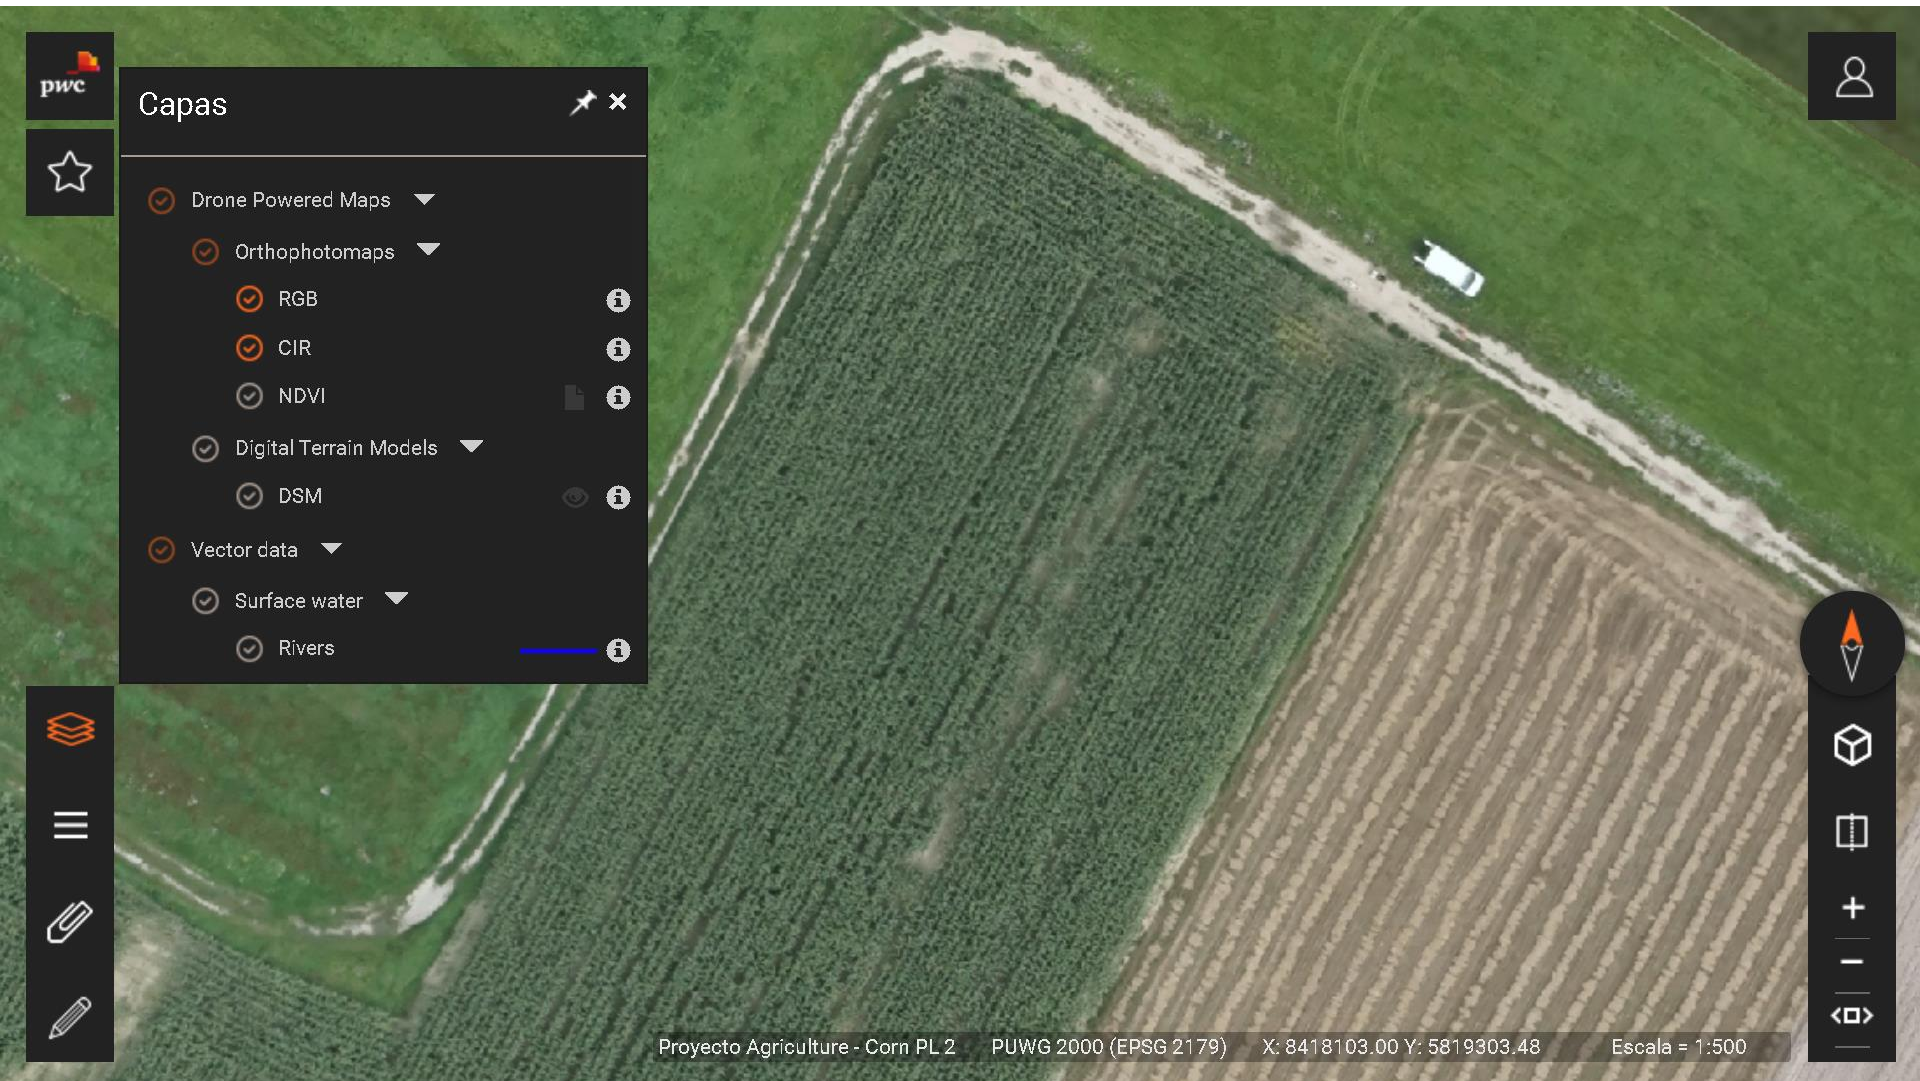 pwc
Capas
Drone Powered Maps
Orthophotomaps
RGB
CIR
NDVI
Digital Terrain Models
DSM
Vector data
Surface water
Rivers
Proyecto Agriculture - Corn PL 2 PUWG 2000 (EPSG 2179) X: 8418103.00 Y: 5819303.48 Escala = 1:500